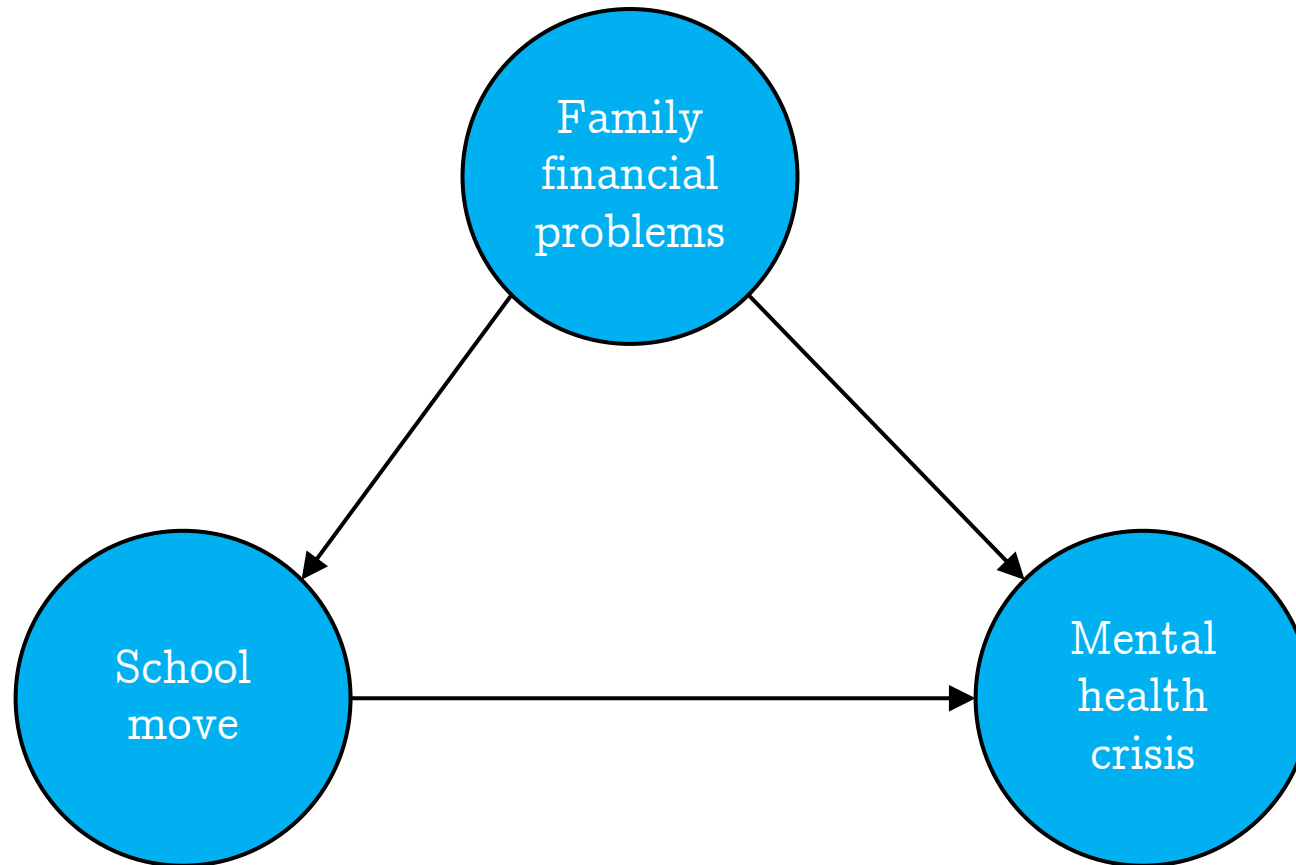 Family
financial
problems
School
move
Mental
health
crisis